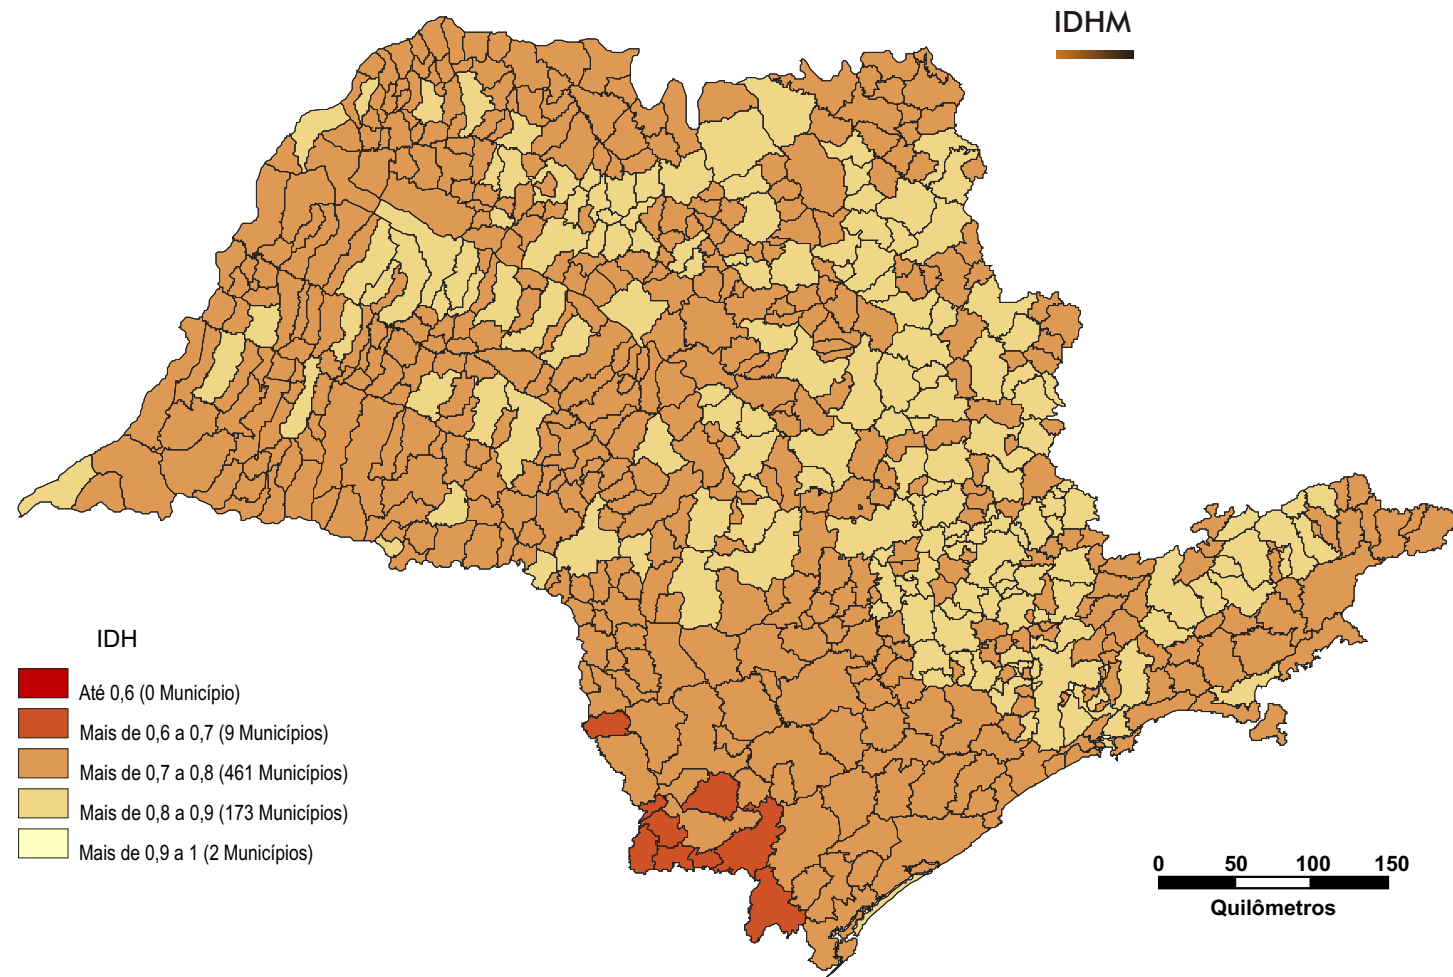 IDHM
IDH
Até 0,6 (0 Município)
Mais de 0,6 a 0,7 (9 Municípios)
Mais de 0,7 a 0,8 (461 Municípios)
Mais de 0,8 a 0,9 (173 Municípios)
Mais de 0,9 a 1 (2 Municípios)
0 50 100 150
Quilômetros